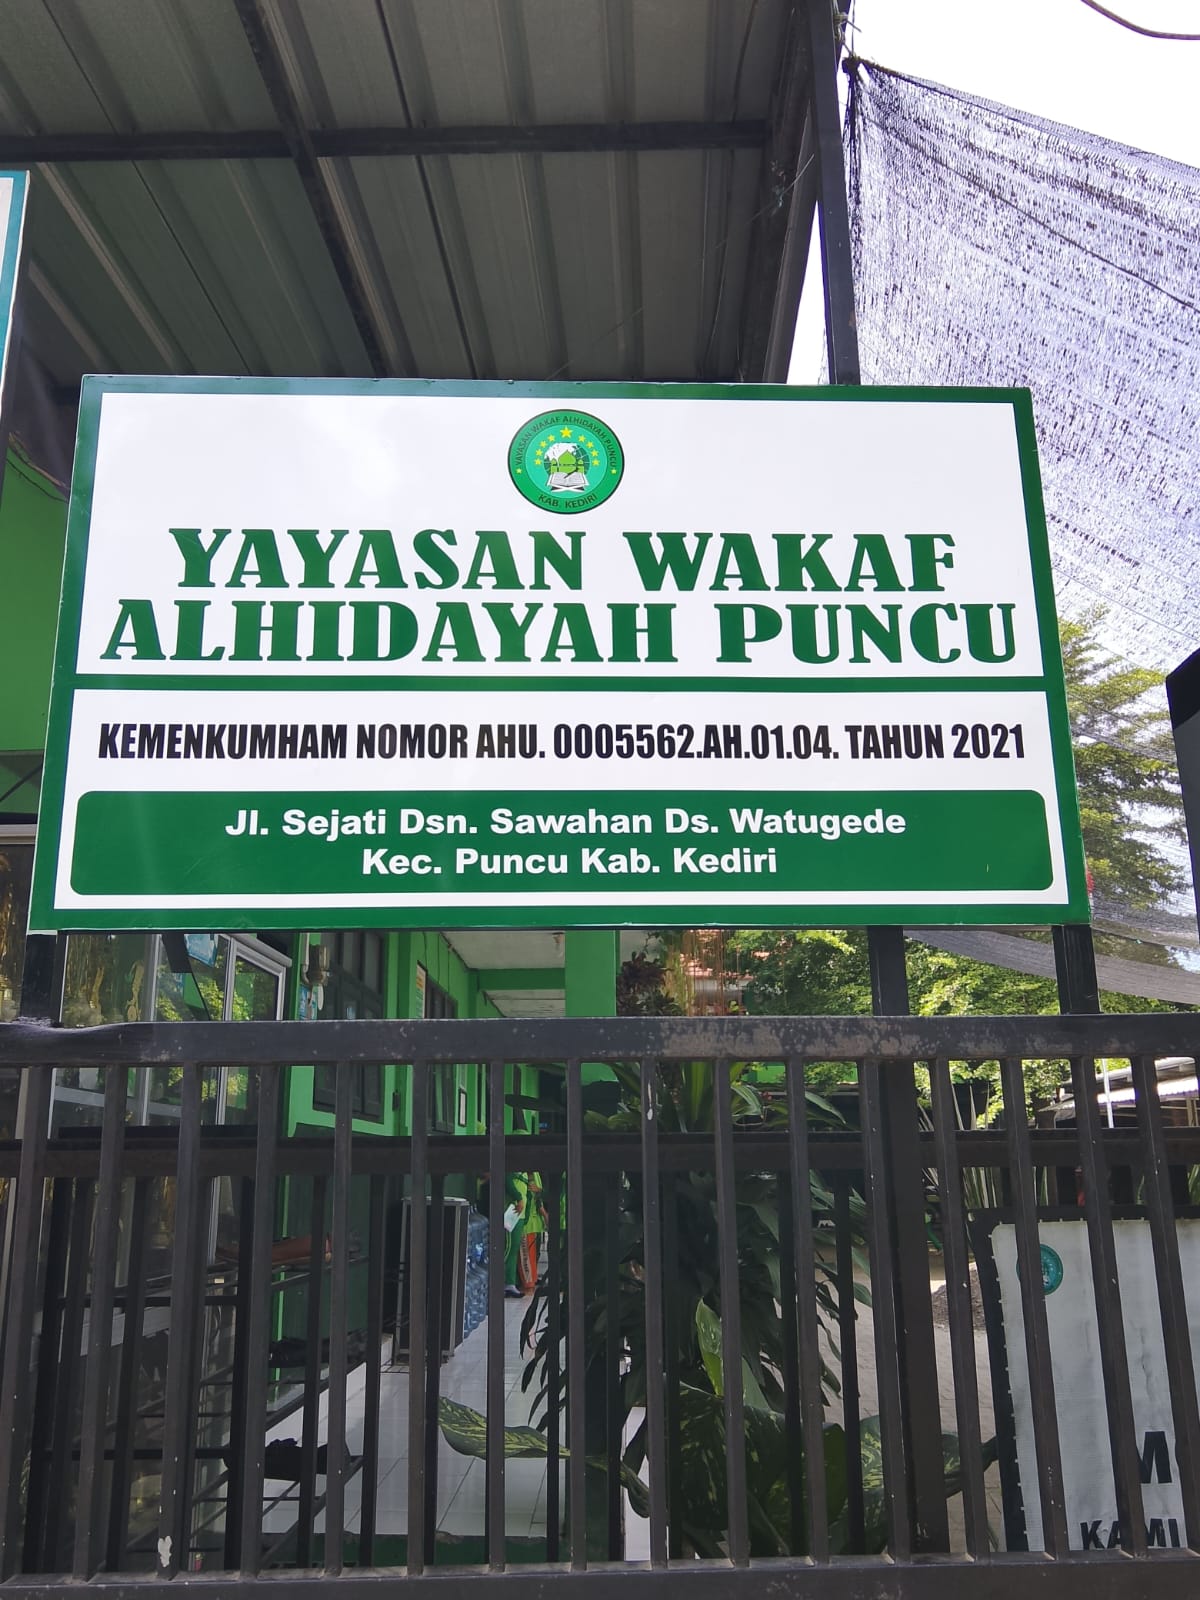 YAYASAN WAKAF ALHIDAYAH PUNCU
KAB. KEDIRI
YAYASAN WAKAF
ALHIDAYAH PUNCU
KEMENKUMHAM NOMOR AHU. 0005562.AH.01.04. TAHUN 2021
Jl. Sejati Dsn. Sawahan Ds. Watugede
Kec. Puncu Kab. Kediri
KAMI